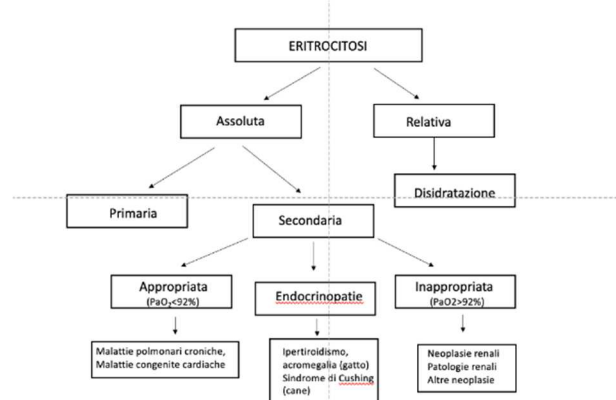 ERITROCITOSI
Assoluta
Relativa
Disidratazione
Primaria
Secondaria
Appropriata
(PaO₂<92%)
Endocrinopatie
Inappropriata
(PaO2>92%)
Malattie polmonari croniche,
Malattie congenite cardiache
Ipertiroidismo,
acromegalia (gatto)
Sindrome di Cushing
(cane)
Neoplasie renali
Patologie renali
Altre neoplasie